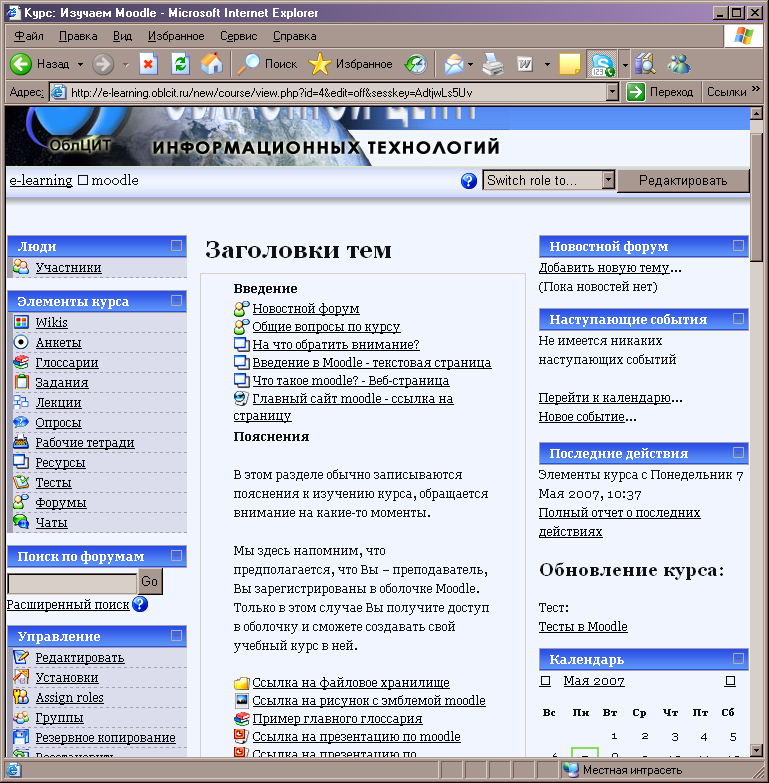 Курс: Изучаем Moodle - Microsoft Internet Explorer
Файл Правка Вид Избранное Сервис Справка
Назад Поиск Избранное
Адрес: http://e-learning.oblcit.ru/new/course/view.php?id=4&edit=off&sesskey=AdtjwLs5Uv Переход Ссылки »
ОблЦИТ
ИНФОРМАЦИОННЫХ ТЕХНОЛОГИЙ
e-learning □ moodle
Switch role to...
Редактировать
Люди
Участники
Элементы курса
Wikis
Анкеты
Глоссарии
Задания
Лекции
Опросы
Рабочие тетради
Ресурсы
Тесты
Форумы
Чаты
Поиск по форумам
Go
Расширенный поиск
Управление
Редактировать
Установки
Assign roles
Группы
Резервное копирование
Восстановить
Заголовки тем
Введение
Новостной форум
Общие вопросы по курсу
На что обратить внимание?
Введение в Moodle - текстовая страница
Что такое moodle? - Веб-страница
Главный сайт moodle - ссылка на
страницу
Пояснения
В этом разделе обычно записываются
пояснения к изучению курса, обращается
внимание на какие-то моменты.
Мы здесь напомним, что
предполагается, что Вы – преподаватель,
Вы зарегистрированы в оболочке Moodle.
Только в этом случае Вы получите доступ
в оболочку и сможете создавать свой
учебный курс в ней.
Ссылка на файловое хранилище
Ссылка на рисунок с эмблемой moodle
Пример главного глоссария
Ссылка на презентацию по moodle
Ссылка на презентацию по
Новостной форум
Добавить новую тему...
(Пока новостей нет)
Наступающие события
Не имеется никаких
наступающих событий
Перейти к календарю...
Новое событие...
Последние действия
Элементы курса с Понедельник 7
Мая 2007, 10:37
Полный отчет о последних
действиях
Обновление курса:
Тест:
Тесты в Moodle
Календарь
Мая 2007
Вс Пн Вт Ср Чт Пт Сб
1 2 3 4 5
Местная интрасеть